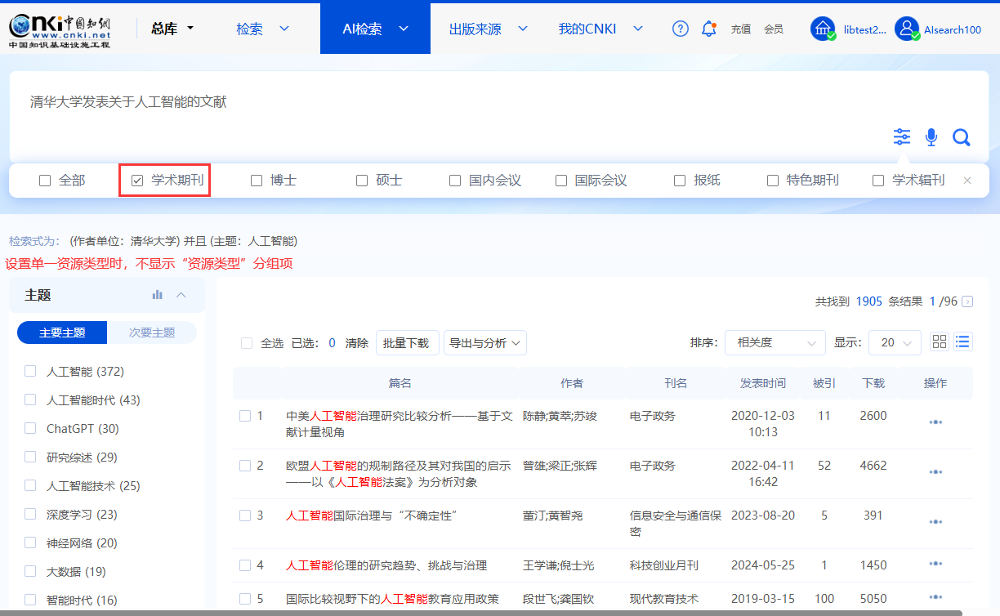 Cnki中国知网
www.cnki.net
中国知识基础设施工程
总库
检索
AI检索
出版来源
我的CNKI
充值
会员
libtest2...
AIsearch100
清华大学发表关于人工智能的文献
全部
学术期刊
博士
硕士
国内会议
国际会议
报纸
特色期刊
学术辑刊
检索式为： (作者单位：清华大学) 并且 (主题：人工智能)
设置单一资源类型时，不显示“资源类型”分组项
主题
主要主题
次要主题
人工智能 (372)
人工智能时代 (43)
ChatGPT (30)
研究综述 (29)
人工智能技术 (25)
深度学习 (23)
神经网络 (20)
大数据 (19)
智能时代 (16)
共找到 1905 条结果 1 /96
全选 已选： 0 清除 批量下载 导出与分析
排序： 相关度 显示： 20
篇名 作者 刊名 发表时间 被引 下载 操作
1 中美人工智能治理研究比较分析——基于文 陈静;黄萃;苏竣 电子政务 2020-12-03 11 2600
献计量视角 10:13
2 欧盟人工智能的规制路径及其对我国的启示 曾雄;梁正;张辉 电子政务 2022-04-11 52 4662
——以《人工智能法案》为分析对象 16:42
3 人工智能国际治理与“不确定性” 董汀;黄智尧 信息安全与通信保 2023-08-20 5 391
密
4 人工智能伦理的研究趋势、挑战与治理 王学谦;倪士光 科技创业月刊 2024-05-25 1 1450
5 国际比较视野下的人工智能教育应用政策 段世飞;龚国钦 现代教育技术 2019-03-15 100 5050